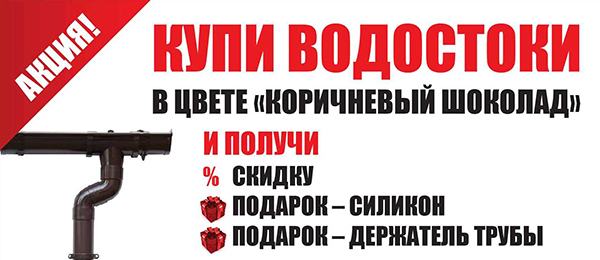 АКЦИЯ!
КУПИ ВОДОСТОКИ
В ЦВЕТЕ «КОРИЧНЕВЫЙ ШОКОЛАД»
И ПОЛУЧИ
% СКИДКУ
ПОДАРОК – СИЛИКОН
ПОДАРОК – ДЕРЖАТЕЛЬ ТРУБЫ